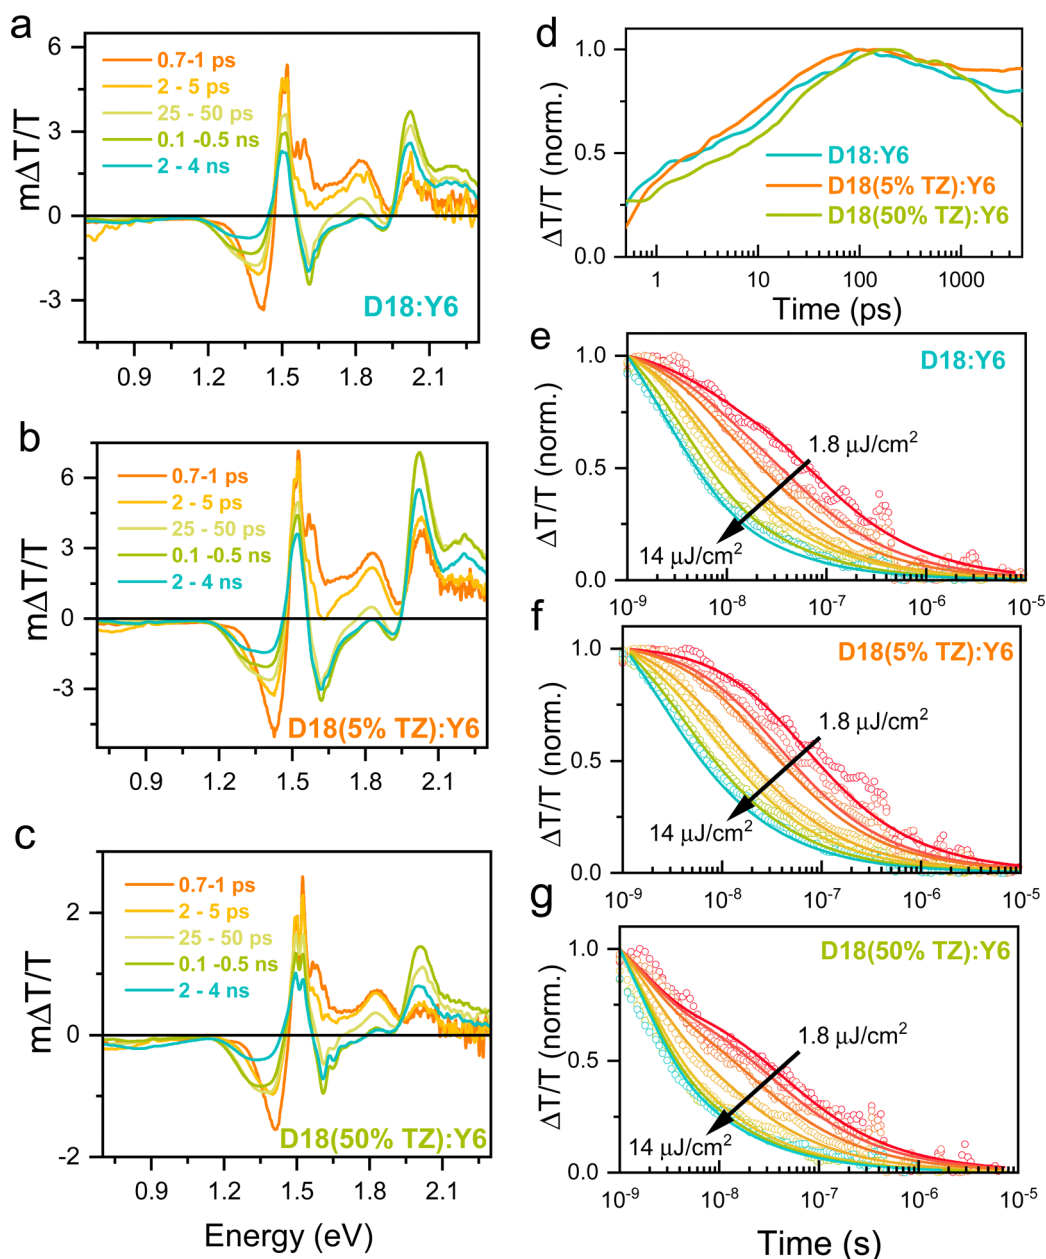 a
6
3
0
-3
mΔT/T
0.7-1 ps
2 - 5 ps
25 - 50 ps
0.1 -0.5 ns
2 - 4 ns
D18:Y6
0.9 1.2 1.5 1.8 2.1
b
6
3
0
-3
mΔT/T
0.7-1 ps
2 - 5 ps
25 - 50 ps
0.1 -0.5 ns
2 - 4 ns
D18(5% TZ):Y6
0.9 1.2 1.5 1.8 2.1
c
2
0
-2
mΔT/T
0.7-1 ps
2 - 5 ps
25 - 50 ps
0.1 -0.5 ns
2 - 4 ns
D18(50% TZ):Y6
0.9 1.2 1.5 1.8 2.1
Energy (eV)
d
1.0
0.5
0.0
ΔT/T (norm.)
D18:Y6
D18(5% TZ):Y6
D18(50% TZ):Y6
1 10 100 1000
Time (ps)
e
1.0
0.5
0.0
ΔT/T (norm.)
D18:Y6
1.8 μJ/cm²
14 μJ/cm²
10⁻⁹ 10⁻⁸ 10⁻⁷ 10⁻⁶ 10⁻⁵
f
1.0
0.5
0.0
ΔT/T (norm.)
D18(5% TZ):Y6
1.8 μJ/cm²
14 μJ/cm²
10⁻⁹ 10⁻⁸ 10⁻⁷ 10⁻⁶ 10⁻⁵
g
1.0
0.5
0.0
ΔT/T (norm.)
D18(50% TZ):Y6
1.8 μJ/cm²
14 μJ/cm²
10⁻⁹ 10⁻⁸ 10⁻⁷ 10⁻⁶ 10⁻⁵
Time (s)